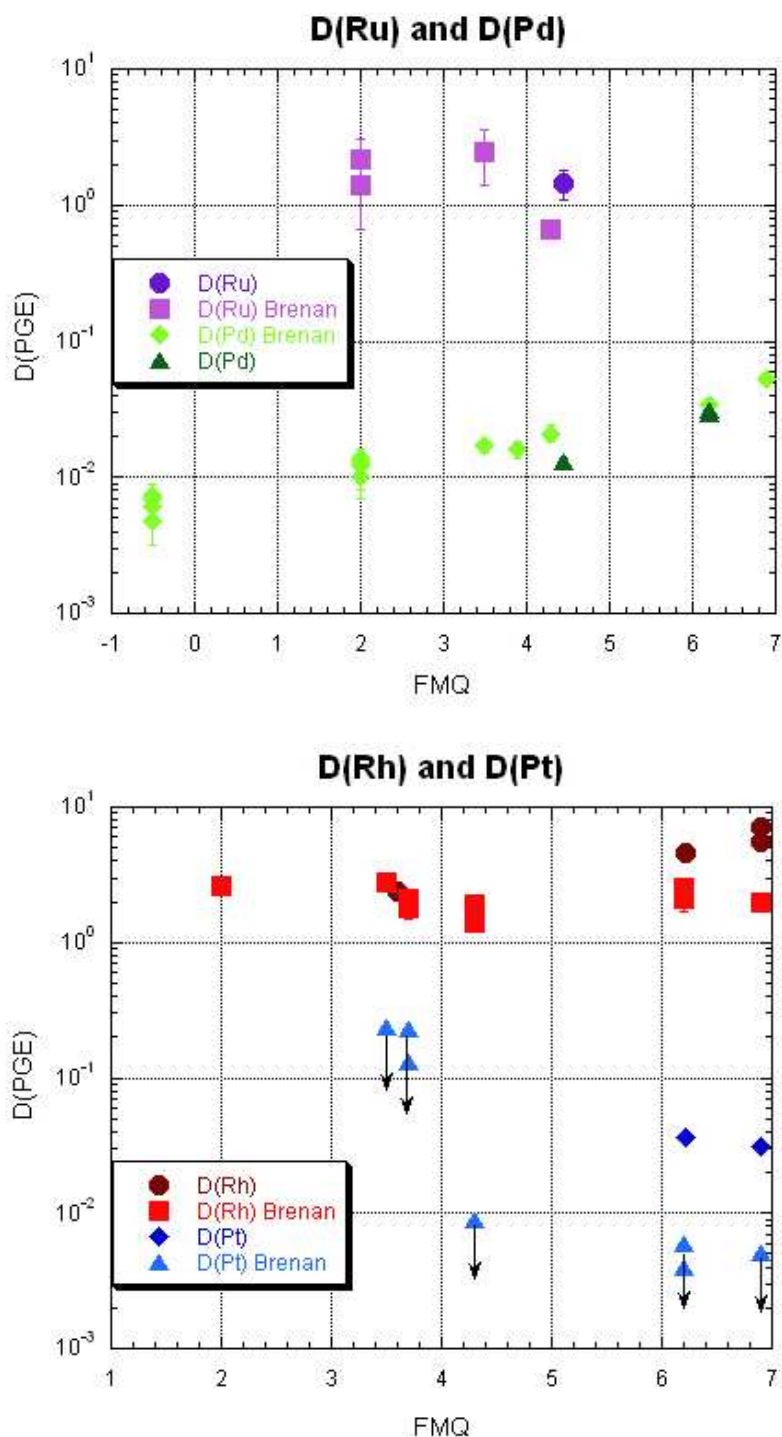 D(Ru) and D(Pd)
10^1
10^0
10^-1
10^-2
10^-3
D(PGE)
D(Ru)
D(Ru) Brenan
D(Pd) Brenan
D(Pd)
-1 0 1 2 3 4 5 6 7
FMQ
D(Rh) and D(Pt)
10^1
10^0
10^-1
10^-2
10^-3
D(PGE)
D(Rh)
D(Rh) Brenan
D(Pt)
D(Pt) Brenan
1 2 3 4 5 6 7
FMQ